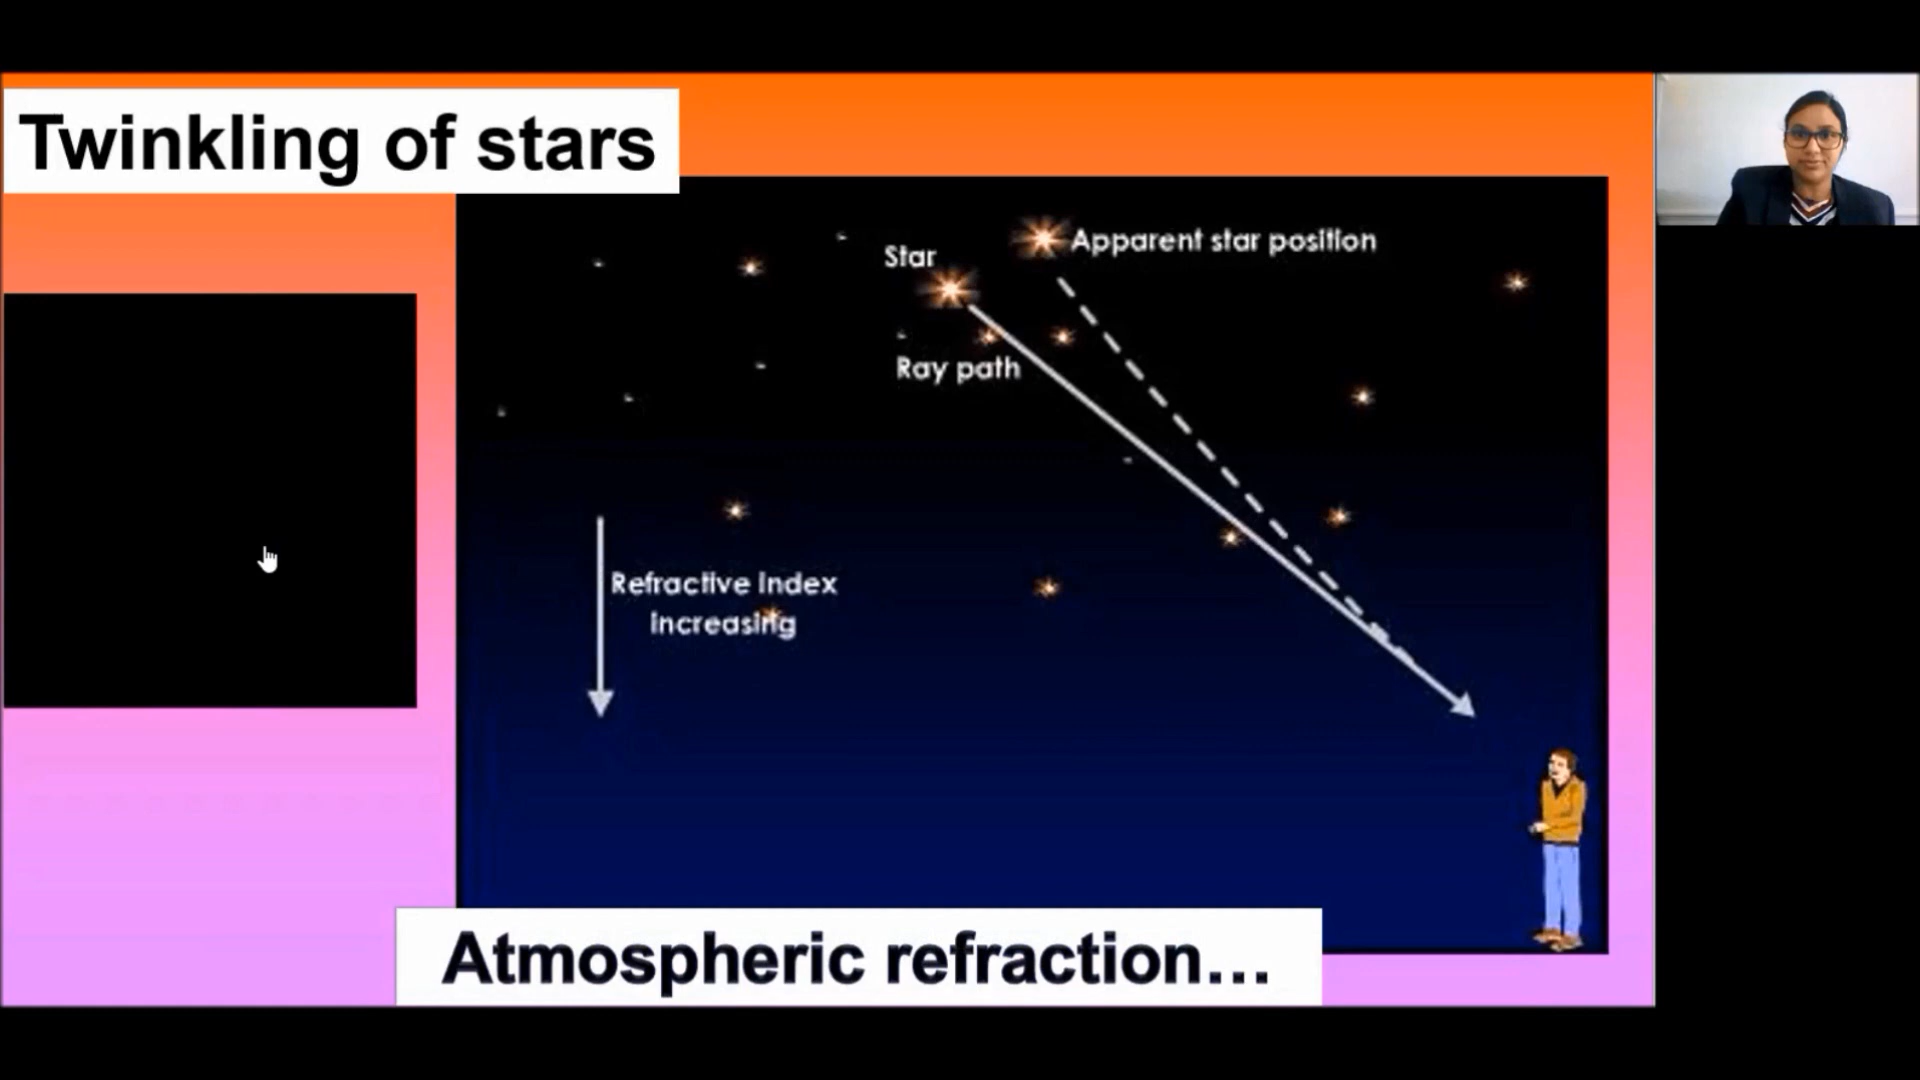 Twinkling of stars
Star
Apparent star position
Ray path
Refractive index
increasing
Atmospheric refraction...